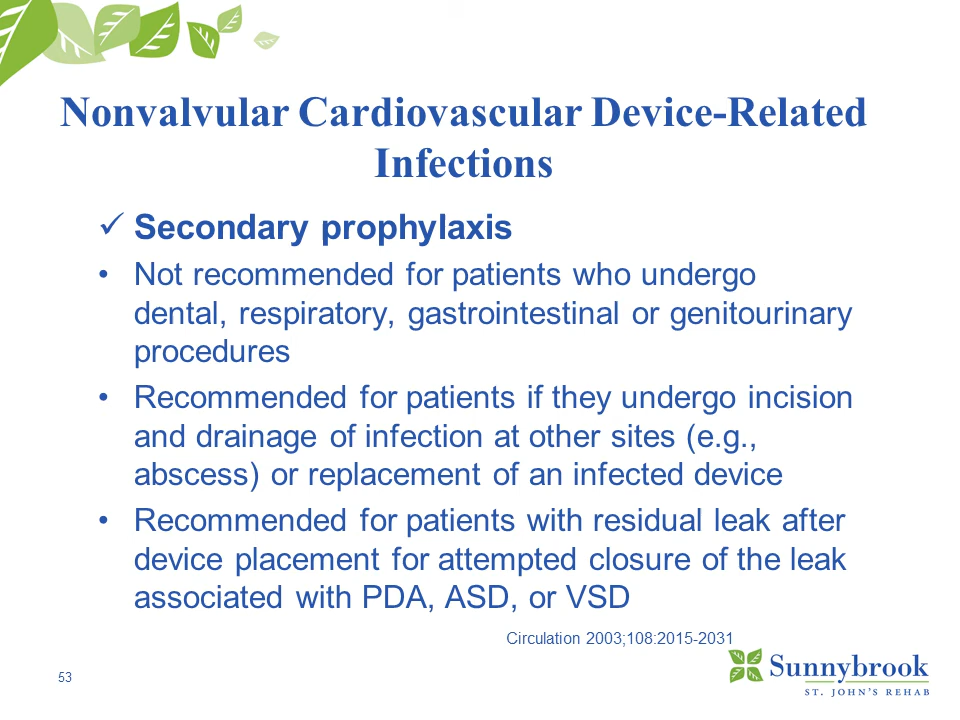 Nonvalvular Cardiovascular Device-Related
Infections
✓ Secondary prophylaxis
• Not recommended for patients who undergo
dental, respiratory, gastrointestinal or genitourinary
procedures
• Recommended for patients if they undergo incision
and drainage of infection at other sites (e.g.,
abscess) or replacement of an infected device
• Recommended for patients with residual leak after
device placement for attempted closure of the leak
associated with PDA, ASD, or VSD
Circulation 2003;108:2015-2031
53
Sunnybrook
ST. JOHN'S REHAB